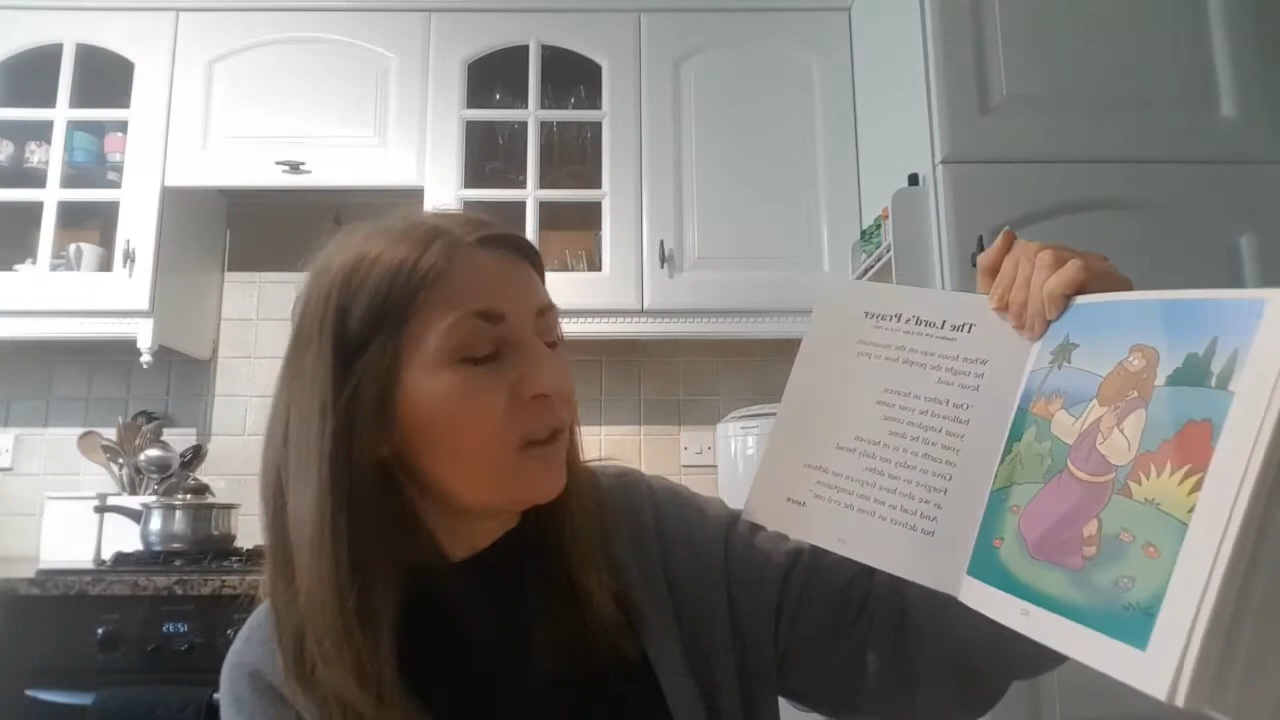 The Lord's Prayer
When Jesus was on the mountain,
he taught the people how to pray.
Jesus said,
"Our Father in heaven,
hallowed be your name,
your kingdom come,
your will be done
on earth as it is in heaven
Give us today our daily bread.
Forgive us our debts,
as we also have forgiven our debtors.
And lead us not into temptation,
but deliver us from the evil one."
Amen